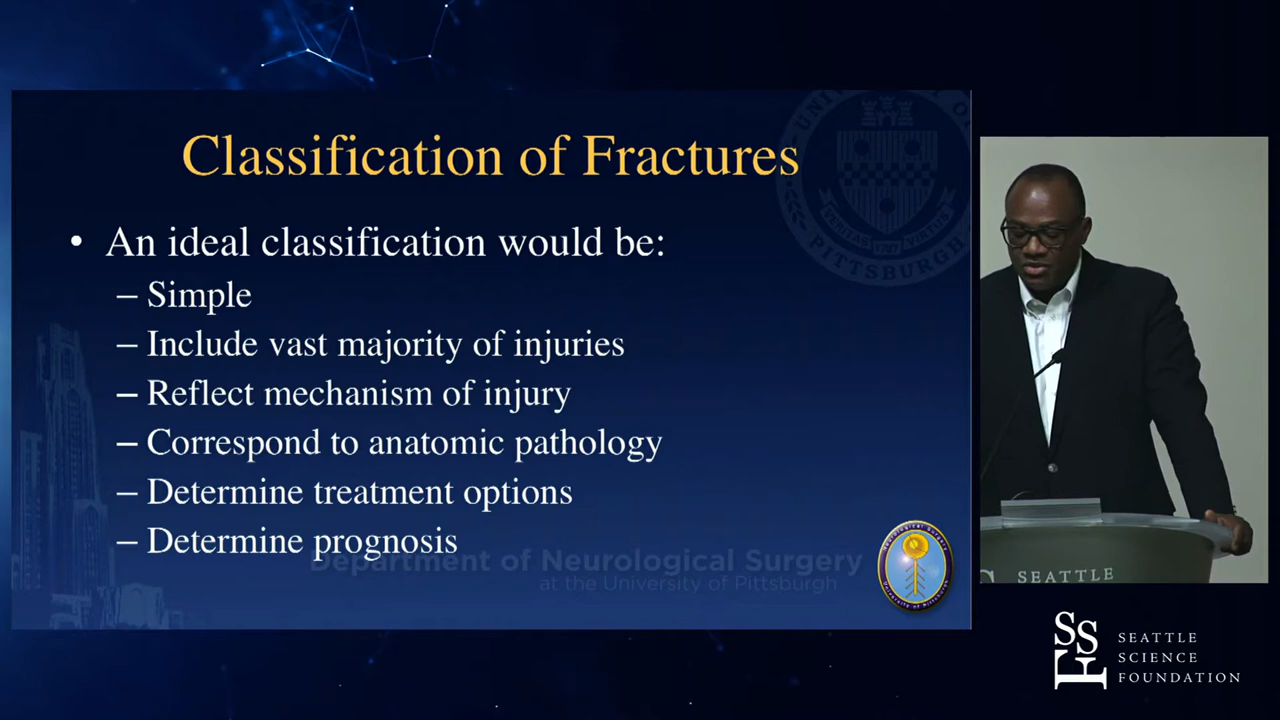 Classification of Fractures
• An ideal classification would be:
– Simple
– Include vast majority of injuries
– Reflect mechanism of injury
– Correspond to anatomic pathology
– Determine treatment options
– Determine prognosis
Department of Neurological Surgery
at the University of Pittsburgh
SEATTLE
SSF
SEATTLE
SCIENCE
FOUNDATION